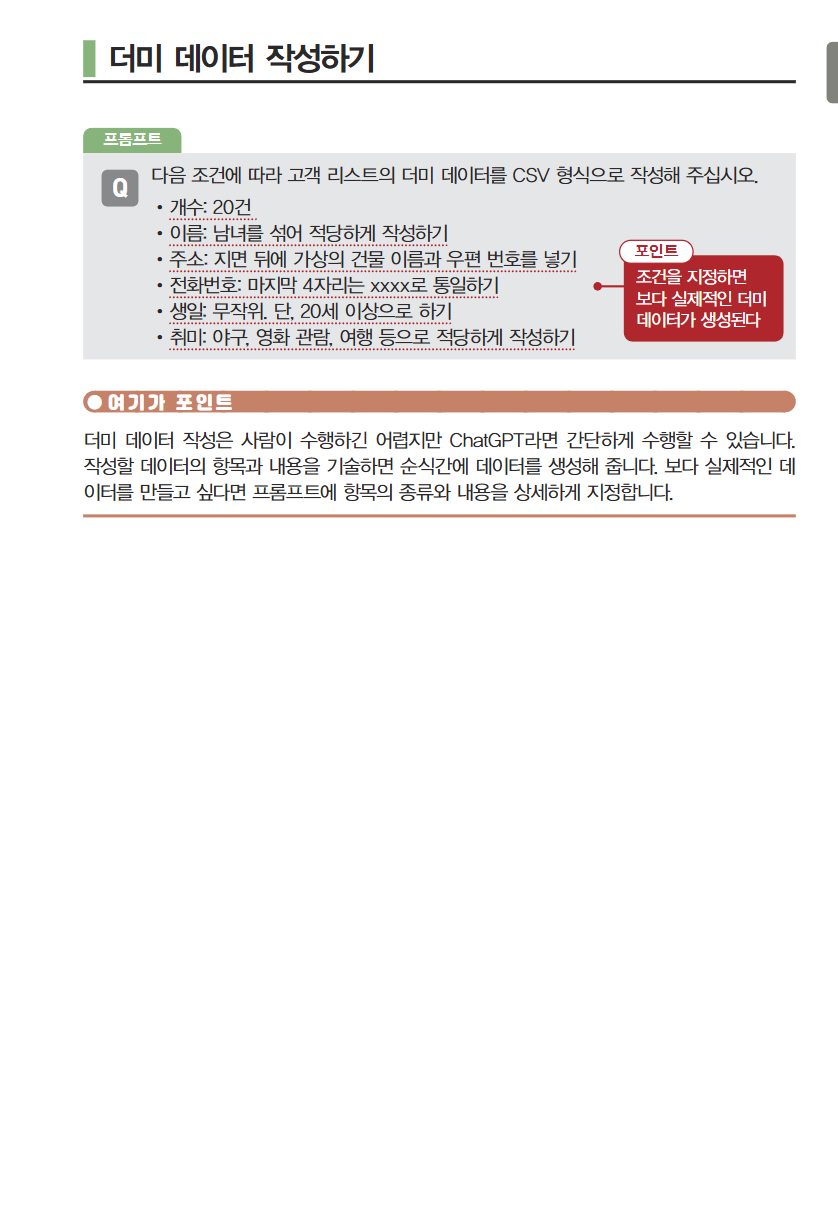 더미 데이터 작성하기
프롬프트
Q
다음 조건에 따라 고객 리스트의 더미 데이터를 CSV 형식으로 작성해 주십시오.
• 개수: 20건
• 이름: 남녀를 섞어 적당하게 작성하기
• 주소: 지면 뒤에 가상의 건물 이름과 우편 번호를 넣기
• 전화번호: 마지막 4자리는 xxxx로 통일하기
• 생일: 무작위, 단, 20세 이상으로 하기
• 취미: 야구, 영화 관람, 여행 등으로 적당하게 작성하기
포인트
조건을 지정하면
보다 실제적인 더미
데이터가 생성된다
여기가 포인트
더미 데이터 작성은 사람이 수행하긴 어렵지만 ChatGPT라면 간단하게 수행할 수 있습니다.
작성할 데이터의 항목과 내용을 기술하면 순식간에 데이터를 생성해 줍니다. 보다 실제적인 데
이터를 만들고 싶다면 프롬프트에 항목의 종류와 내용을 상세하게 지정합니다.